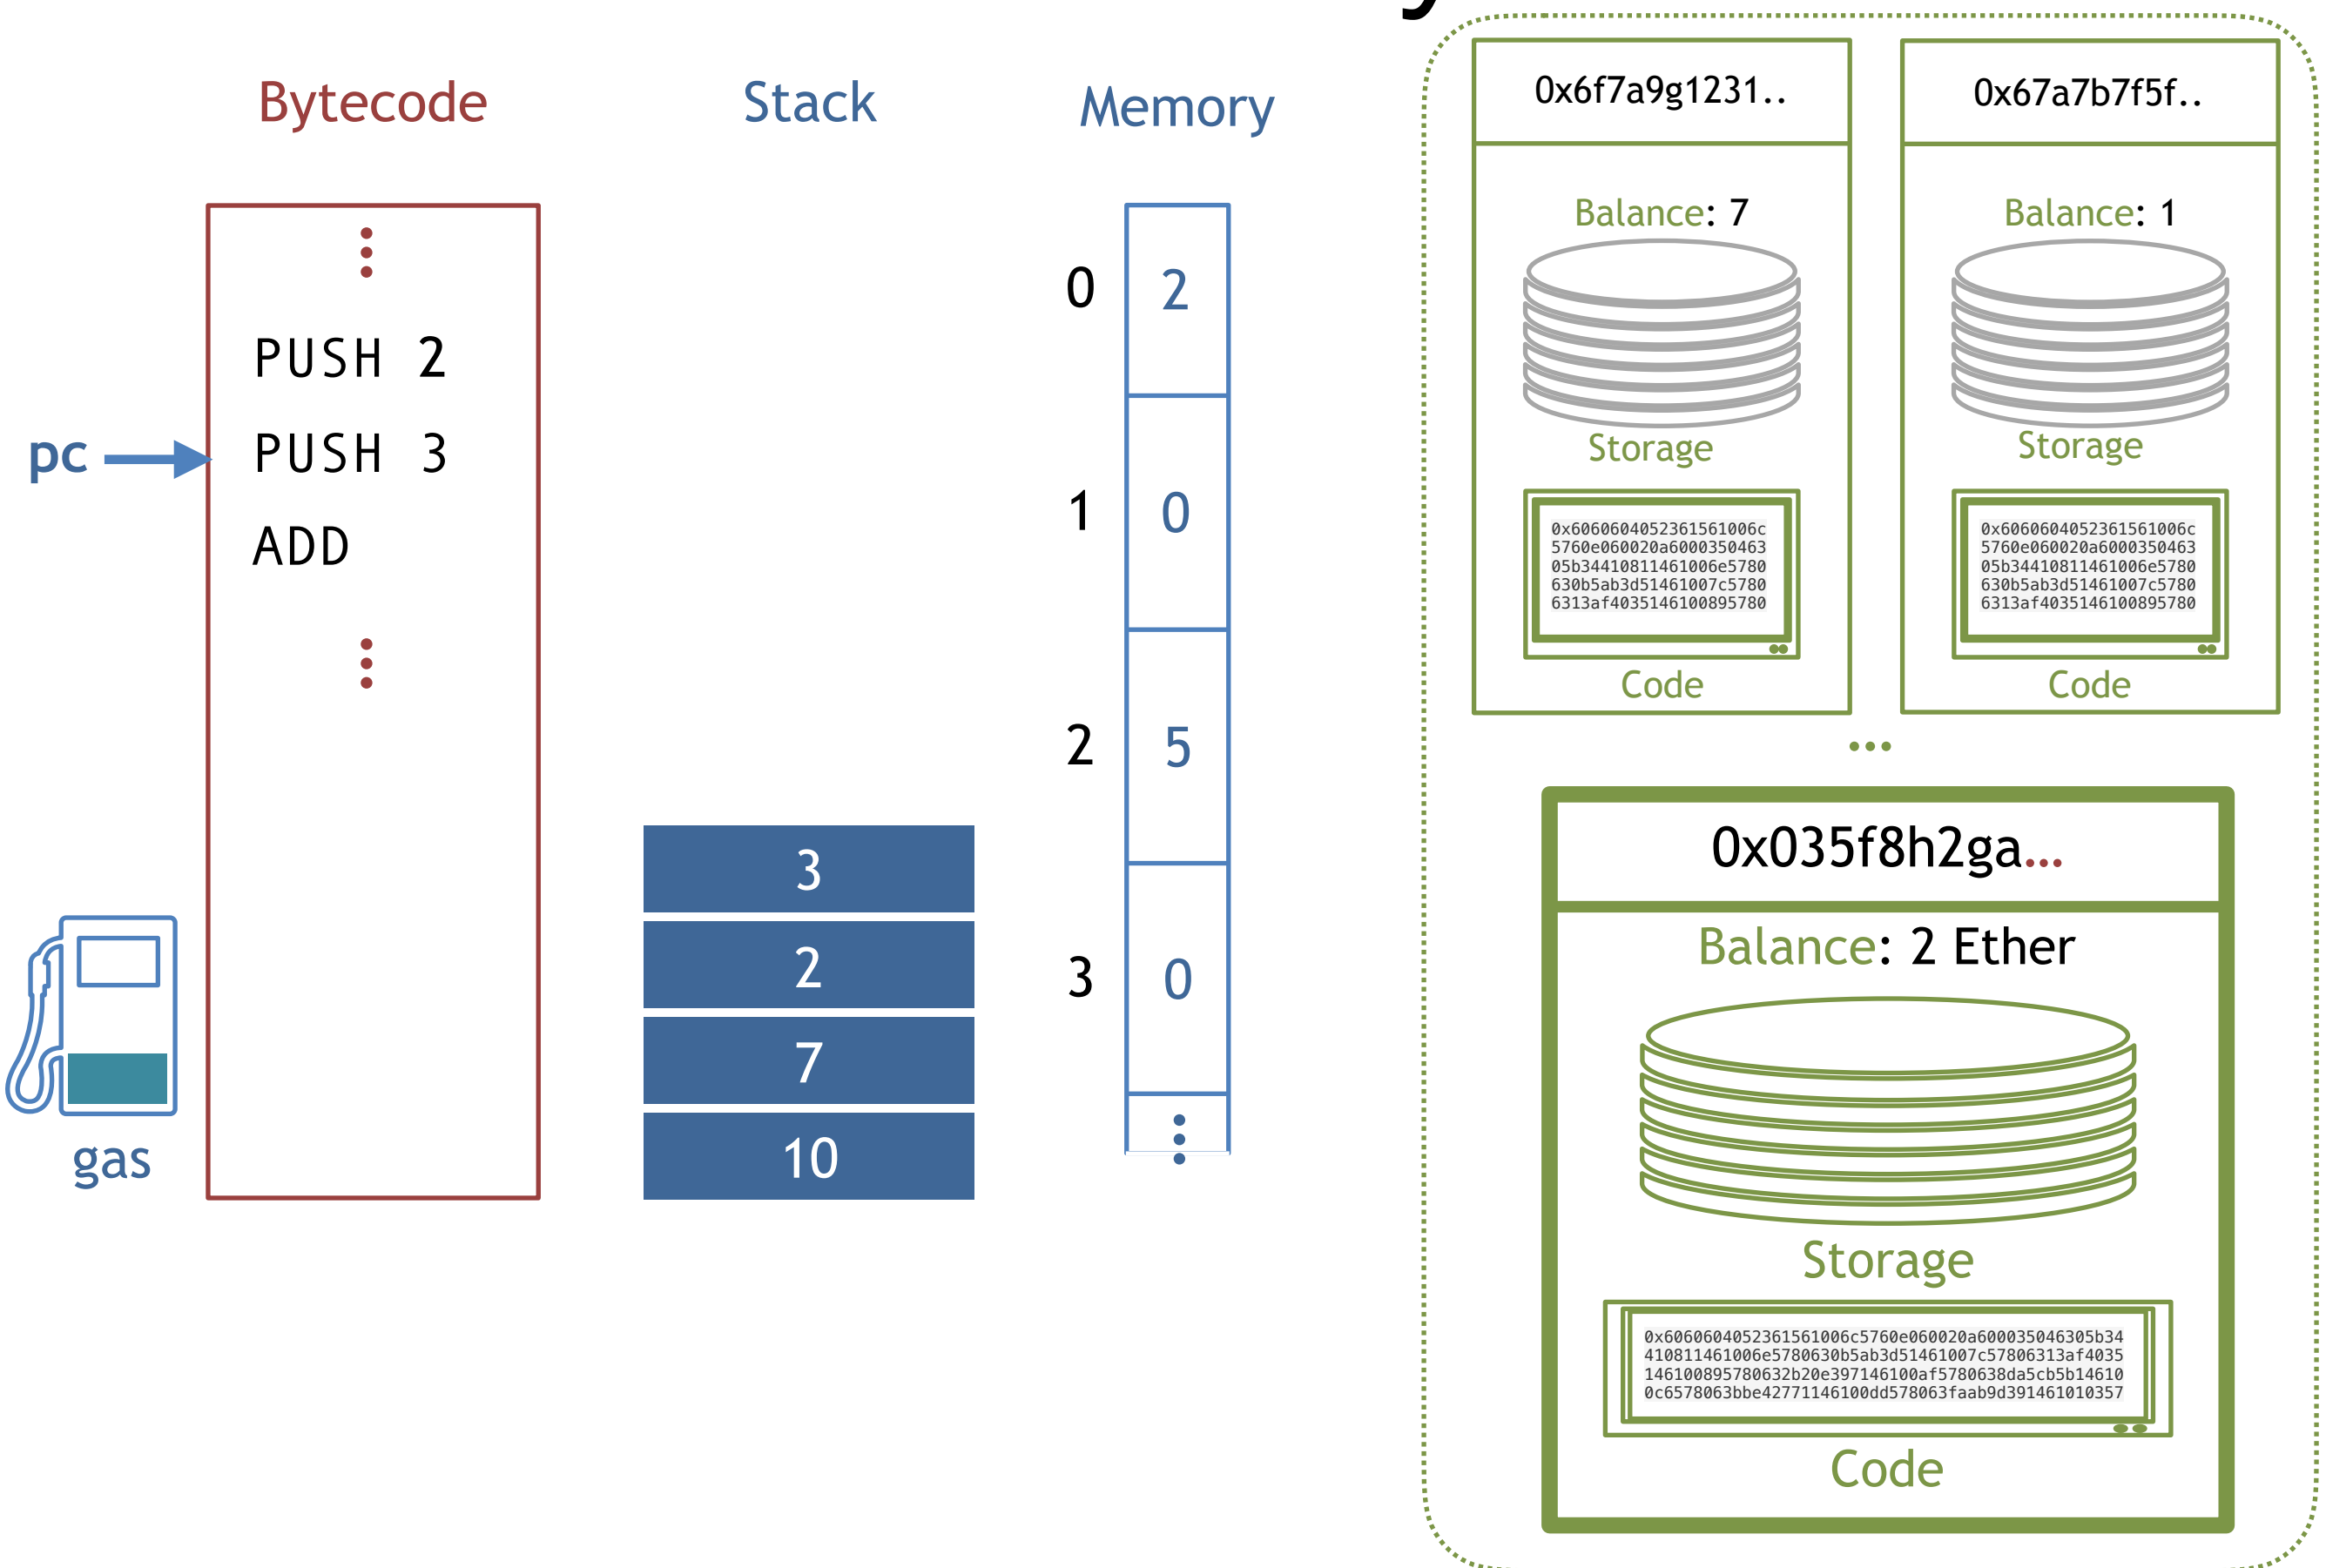 Bytecode
PUSH 2
pc
PUSH 3
ADD
gas
Stack
3
2
7
10
Memory
0 2
1 0
2 5
3 0
0x6f7a9g1231..
Balance: 7
Storage
0x6060604052361561006c
5760e060020a6000350463
05b34410811461006e5780
630b5ab3d51461007c5780
6313af4035146100895780
Code
0x67a7b7f5f..
Balance: 1
Storage
0x6060604052361561006c
5760e060020a6000350463
05b34410811461006e5780
630b5ab3d51461007c5780
6313af4035146100895780
Code
...
0x035f8h2ga...
Balance: 2 Ether
Storage
0x6060604052361561006c5760e060020a600035046305b34
410811461006e5780630b5ab3d51461007c57806313af4035
146100895780632b20e397146100af5780638da5cb5b14610
0c6578063bbe42771146100dd578063faab9d391461010357
Code